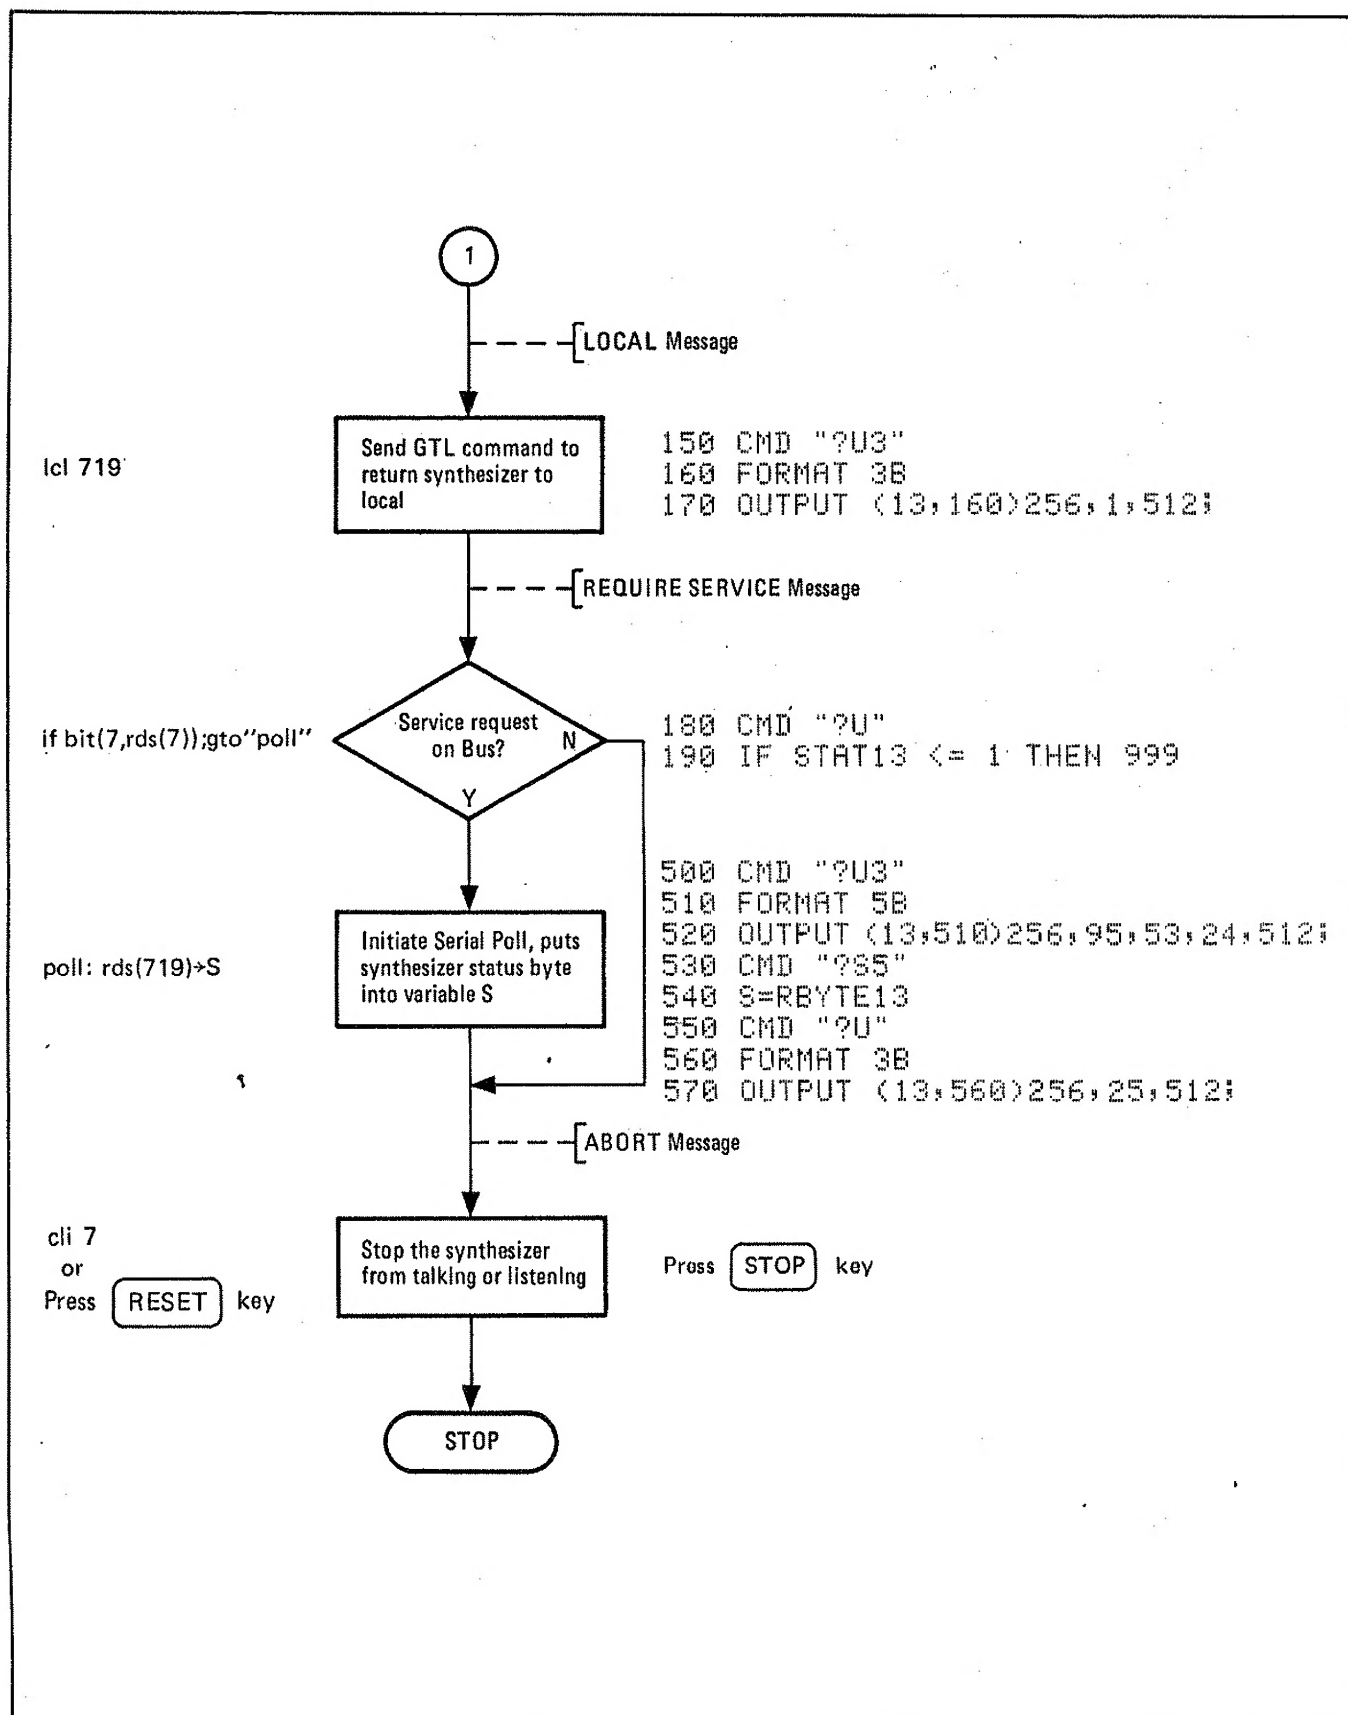 1
LOCAL Message
lcl 719
Send GTL command to
return synthesizer to
local
150 CMD "?U3"
160 FORMAT 3B
170 OUTPUT (13,160)256,1,512;
REQUIRE SERVICE Message
if bit(7,rds(7));gto"poll"
Service request
on Bus?
N
Y
180 CMD "?U"
190 IF STAT13 <= 1 THEN 999
poll: rds(719)→S
Initiate Serial Poll, puts
synthesizer status byte
into variable S
500 CMD "?U3"
510 FORMAT 5B
520 OUTPUT (13,510)256,95,53,24,512;
530 CMD "?S5"
540 S=RBYTE13
550 CMD "?U"
560 FORMAT 3B
570 OUTPUT (13,560)256,25,512;
ABORT Message
cli 7
or
Press RESET key
Stop the synthesizer
from talking or listening
Press STOP key
STOP